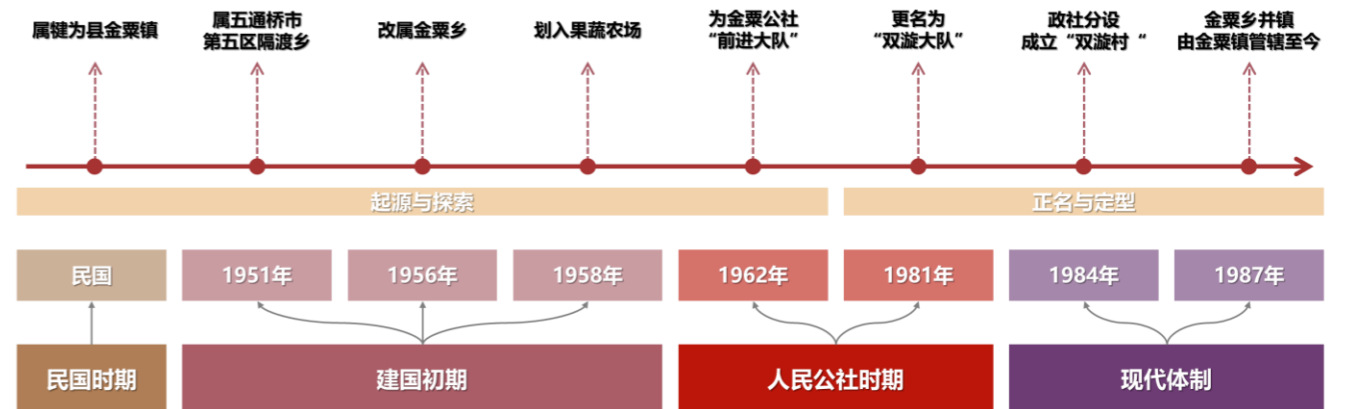 属犍为县金粟镇
属五通桥市
第五区隔渡乡
改属金粟乡
划入果蔬农场
为金粟公社
“前进大队”
更名为
“双漩大队”
政社分设
成立“双漩村“
金粟乡并镇
由金粟镇管辖至今
起源与探索
正名与定型
民国
1951年
1956年
1958年
1962年
1981年
1984年
1987年
民国时期
建国初期
人民公社时期
现代体制